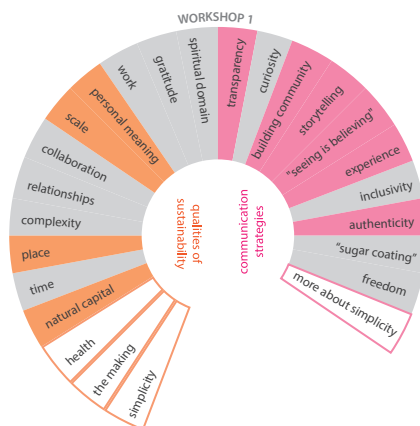 WORKSHOP 1
transparency
curiosity
building community
storytelling
"seeing is believing"
experience
inclusivity
authenticity
"sugar coating"
freedom
more about simplicity
communication
strategies
spiritual domain
gratitude
work
personal meaning
scale
collaboration
relationships
complexity
place
time
natural capital
health
the making
simplicity
qualities of
sustainability